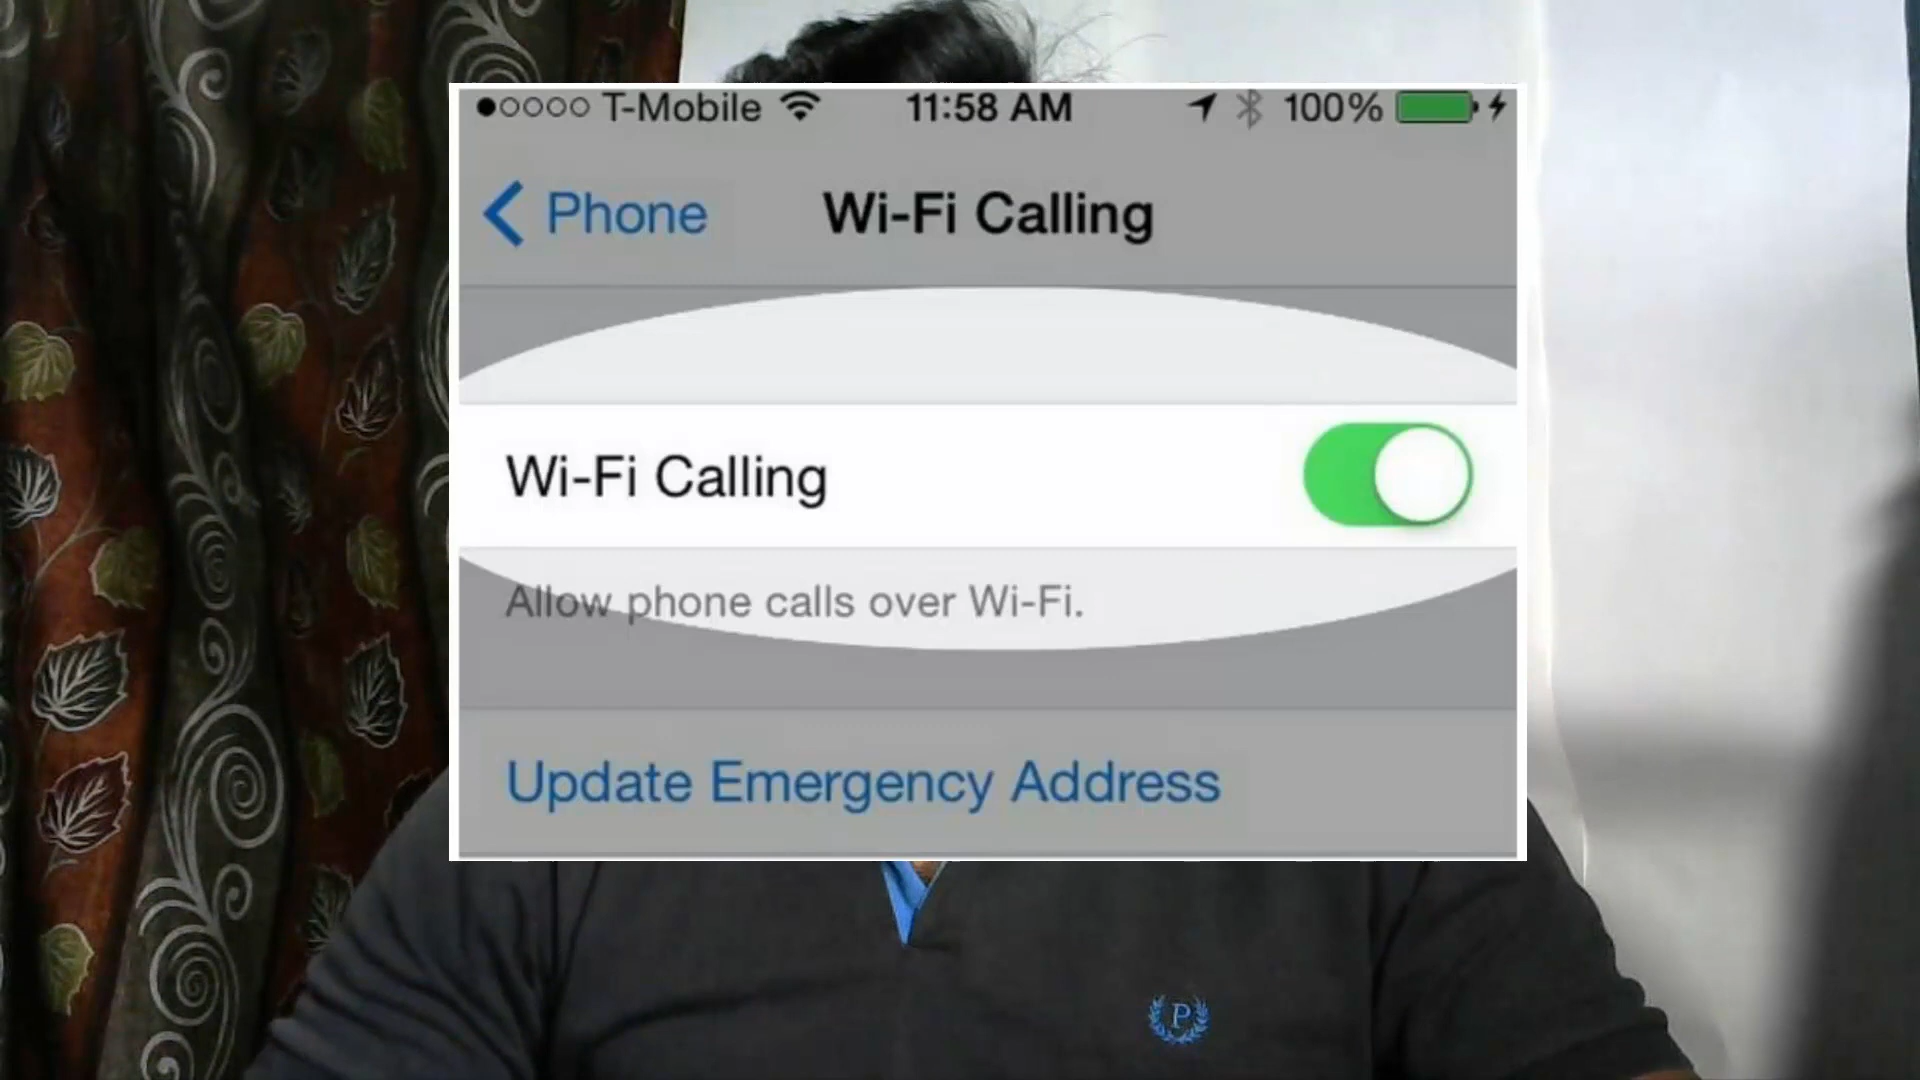 T-Mobile 11:58 AM 100%
Phone Wi-Fi Calling
Wi-Fi Calling
Allow phone calls over Wi-Fi.
Update Emergency Address
P